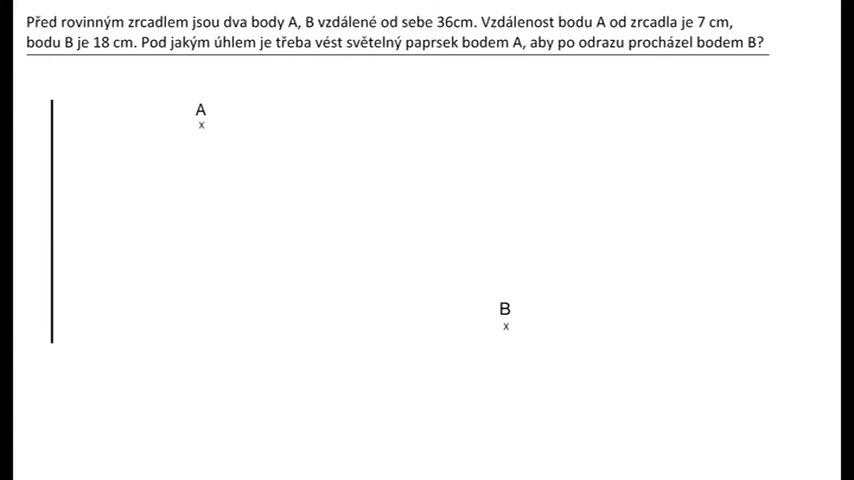 Před rovinným zrcadlem jsou dva body A, B vzdálené od sebe 36cm. Vzdálenost bodu A od zrcadla je 7 cm,
bodu B je 18 cm. Pod jakým úhlem je třeba vést světelný paprsek bodem A, aby po odrazu procházel bodem B?
A
x
B
x